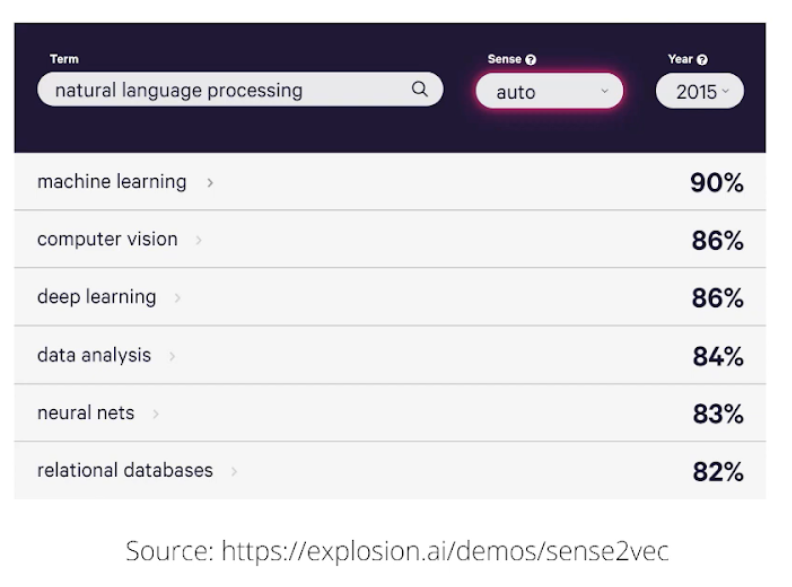 Term Sense ? Year ?
natural language processing auto 2015
machine learning > 90%
computer vision > 86%
deep learning > 86%
data analysis > 84%
neural nets > 83%
relational databases > 82%
Source: https://explosion.ai/demos/sense2vec